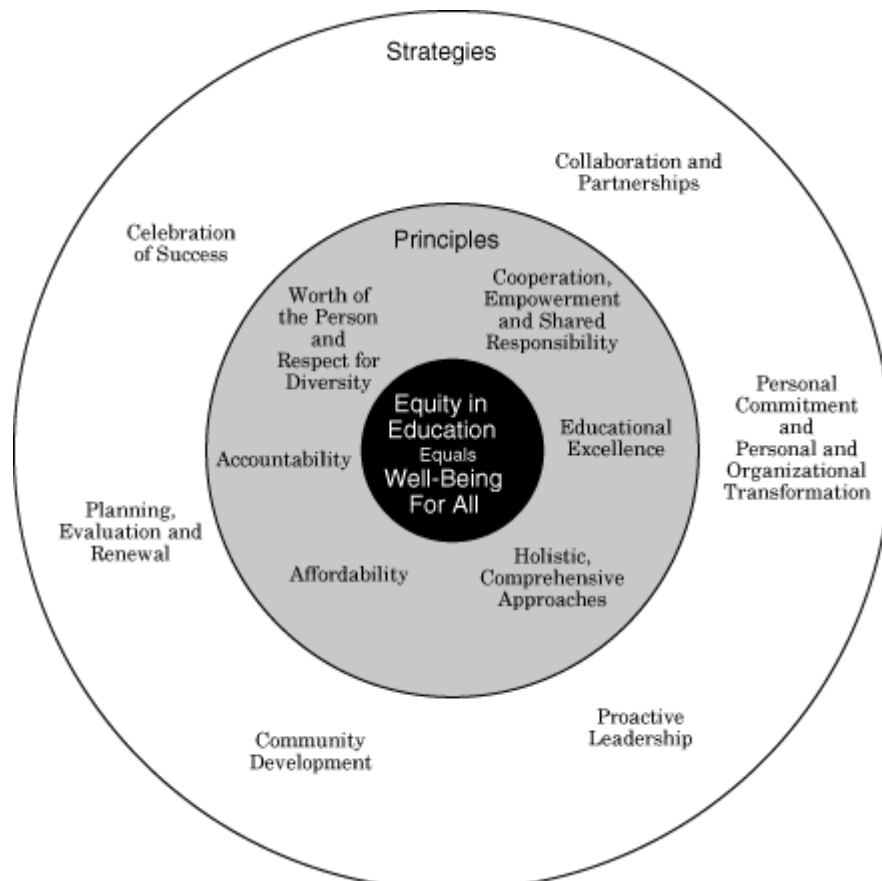 Strategies
Collaboration and
Partnerships
Celebration
of Success
Principles
Worth of
the Person
and
Respect for
Diversity
Cooperation,
Empowerment
and Shared
Responsibility
Equity in
Education
Equals
Well-Being
For All
Educational
Excellence
Accountability
Personal
Commitment
and
Personal and
Organizational
Transformation
Planning,
Evaluation and
Renewal
Affordability
Holistic,
Comprehensive
Approaches
Community
Development
Proactive
Leadership